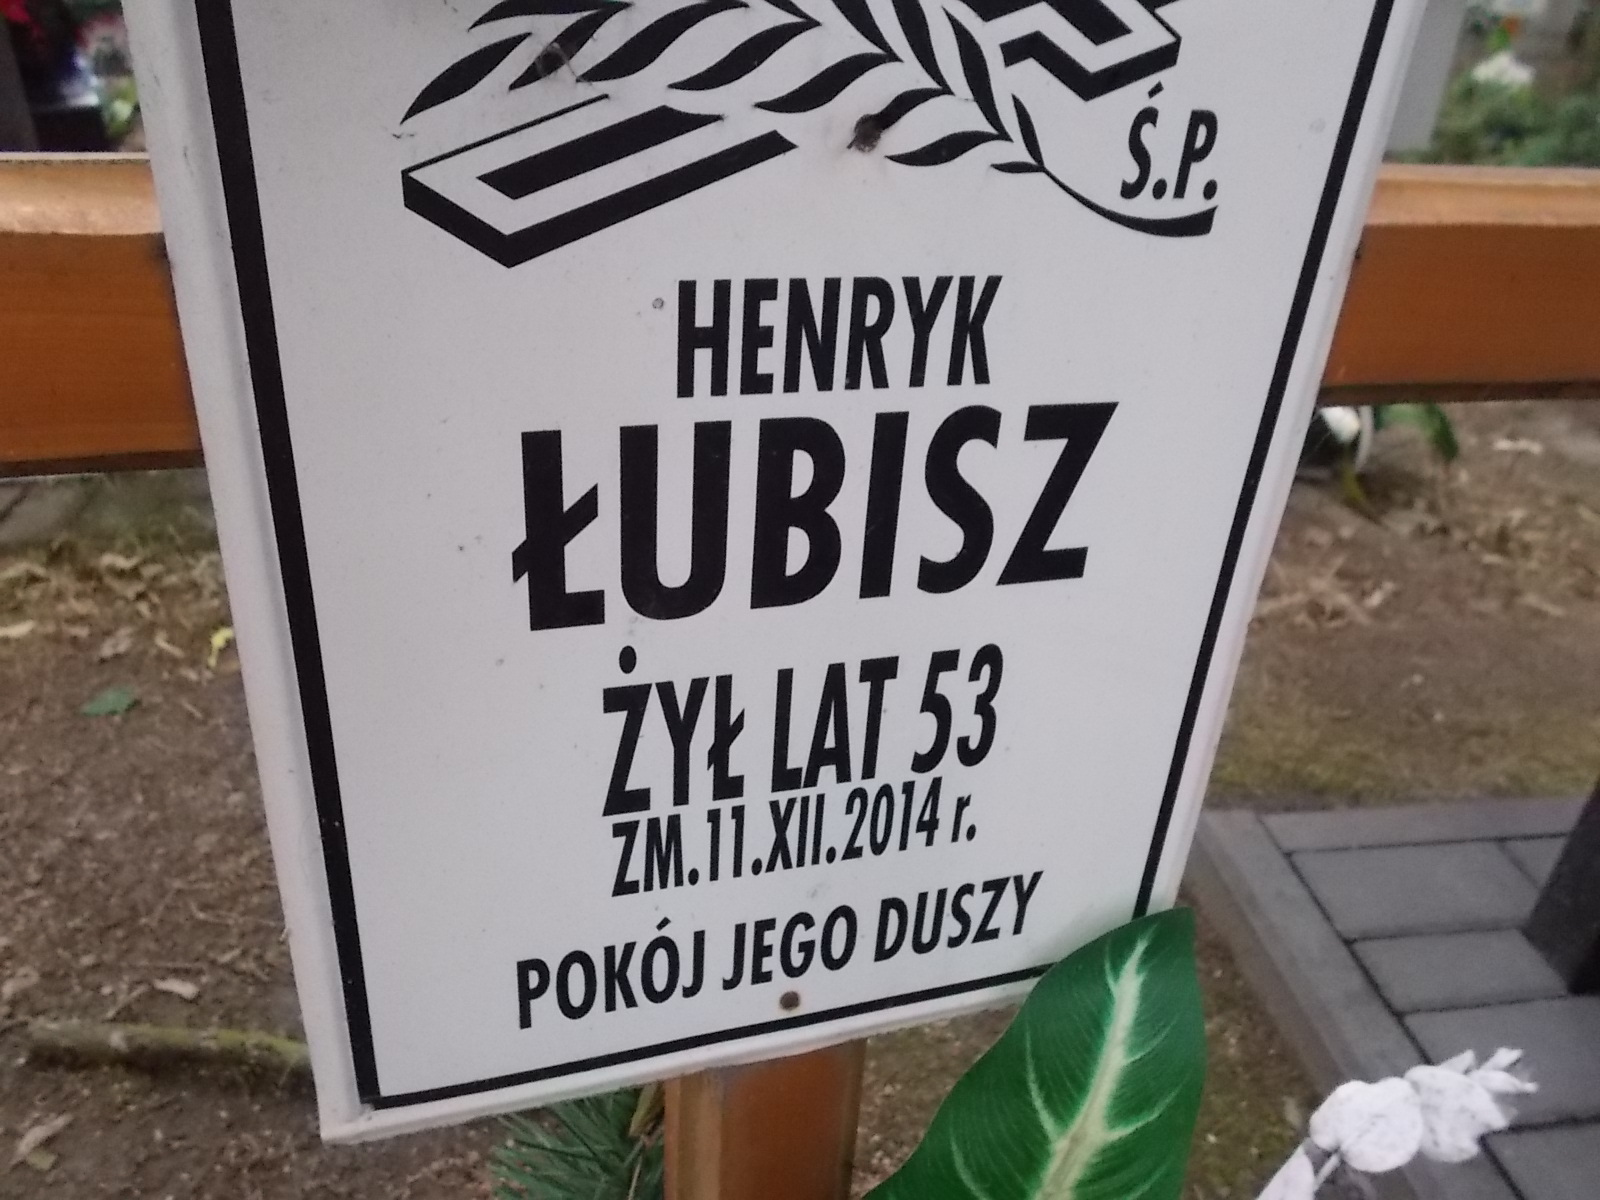 Ś.P.
HENRYK
ŁUBISZ
ŻYŁ LAT 53
ZM.11.XII.2014 r.
POKÓJ JEGO DUSZY